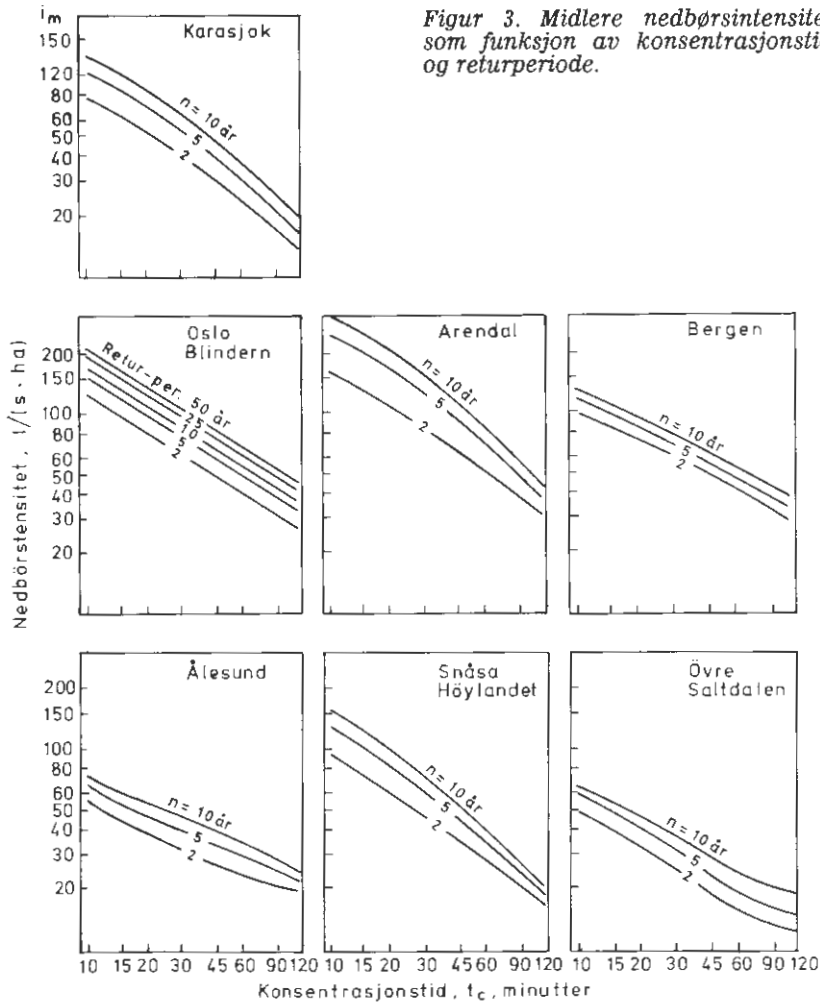 Figur 3. Midlere nedbørsintensite
som funksjon av konsentrasjonsti
og returperiode.
im
Karasjok
150
120
80
60
50
40
30
20
n = 10 år
5
2
Nedbörstensitet, l/(s·ha)
Oslo
Blindern
200
150
100
80
60
50
40
30
20
Retur-per. 50 år
25
10
5
2
Arendal
n = 10 år
5
2
Bergen
n = 10 år
5
2
Ålesund
200
150
100
80
60
50
40
30
20
n = 10 år
5
2
10 15 20 30 45 60 90 120
Snåsa
Höylandet
n = 10 år
5
2
10 15 20 30 45 60 90 120
Övre
Saltdalen
n = 10 år
5
2
10 15 20 30 45 60 90 120
Konsentrasjonstid, tc, minutter